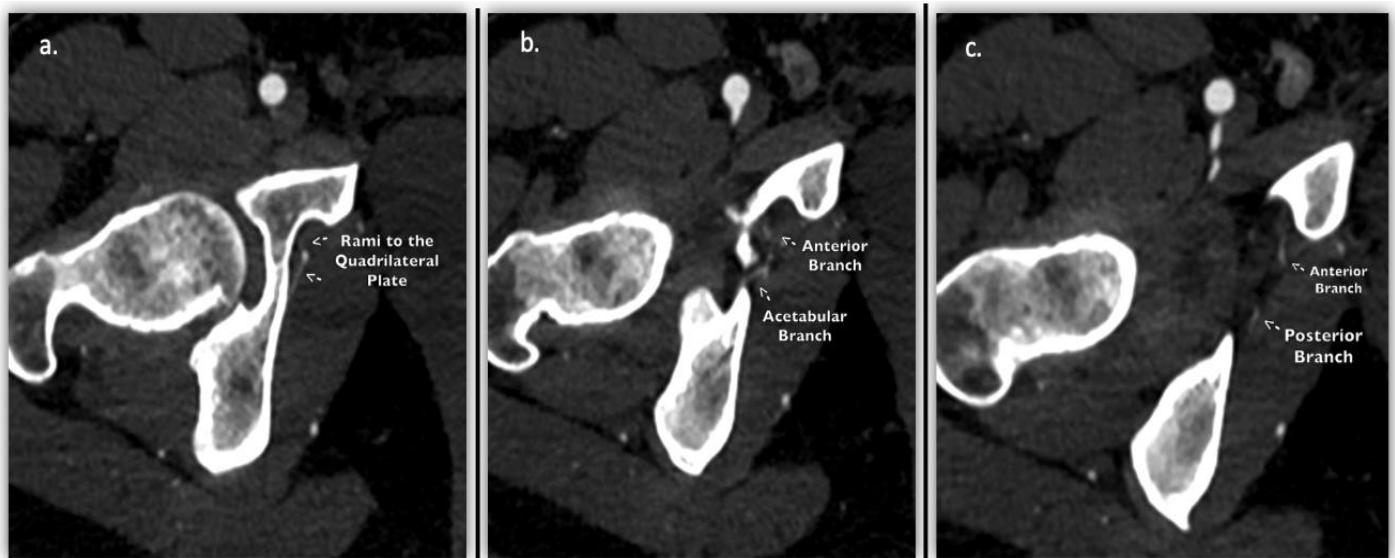 a.
Rami to the
Quadrilateral
Plate
b.
Anterior
Branch
Acetabular
Branch
c.
Anterior
Branch
Posterior
Branch